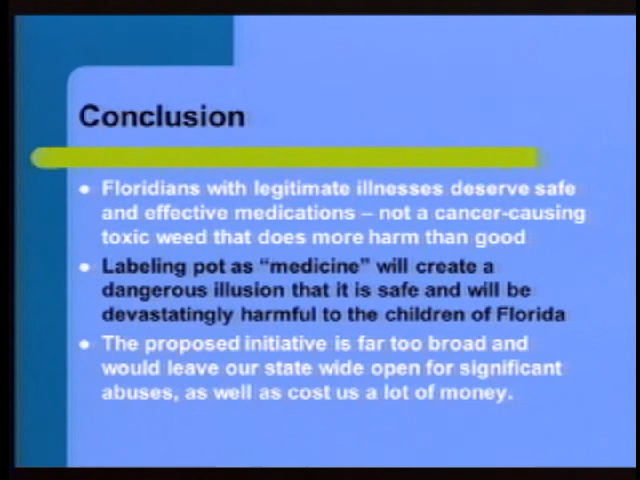 Conclusion
Floridians with legitimate illnesses deserve safe
and effective medications – not a cancer-causing
toxic weed that does more harm than good
Labeling pot as “medicine” will create a
dangerous illusion that it is safe and will be
devastatingly harmful to the children of Florida
The proposed initiative is far too broad and
would leave our state wide open for significant
abuses, as well as cost us a lot of money.